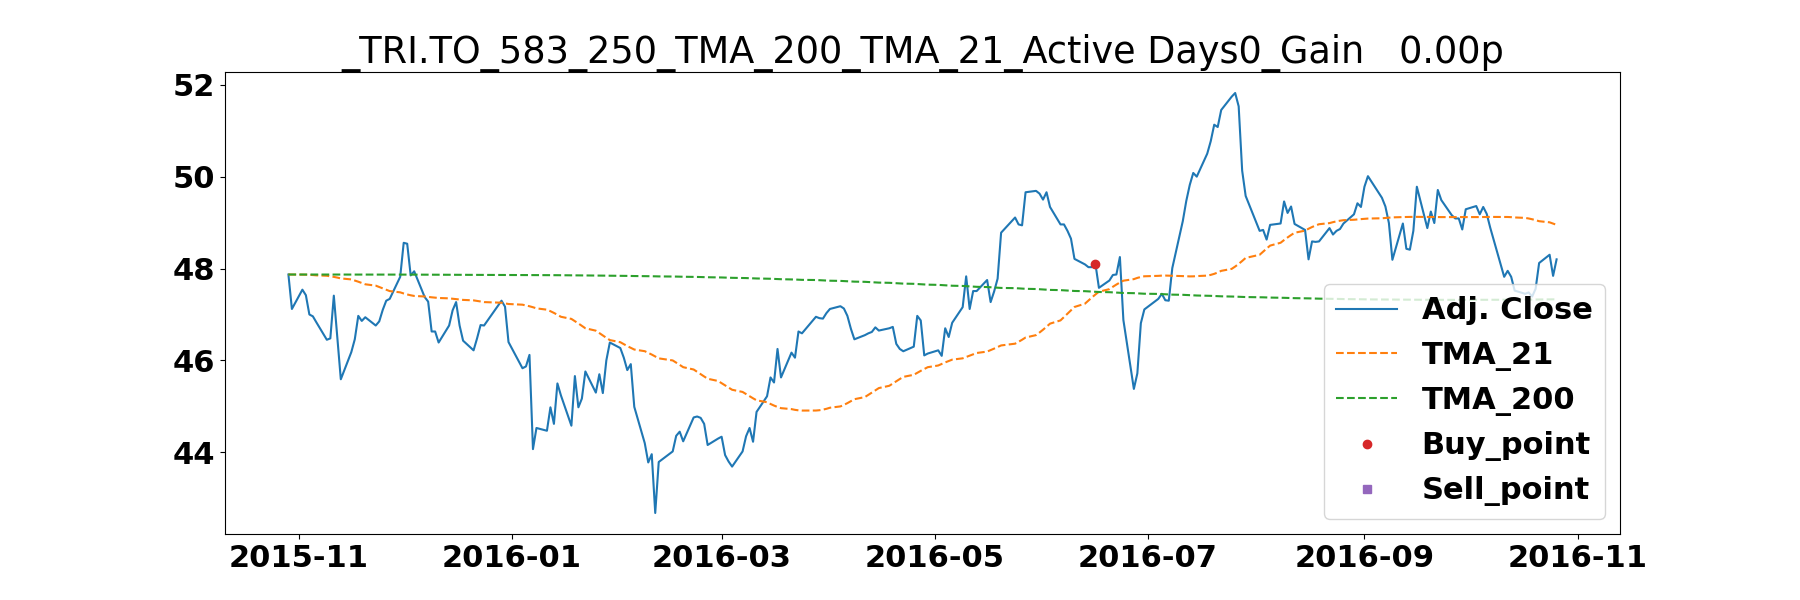 _TRI.TO_583_250_TMA_200_TMA_21_Active Days0_Gain   0.00p
52
50
48
46
44
Adj. Close
TMA_21
TMA_200
Buy_point
Sell_point
2015-11
2016-01
2016-03
2016-05
2016-07
2016-09
2016-11